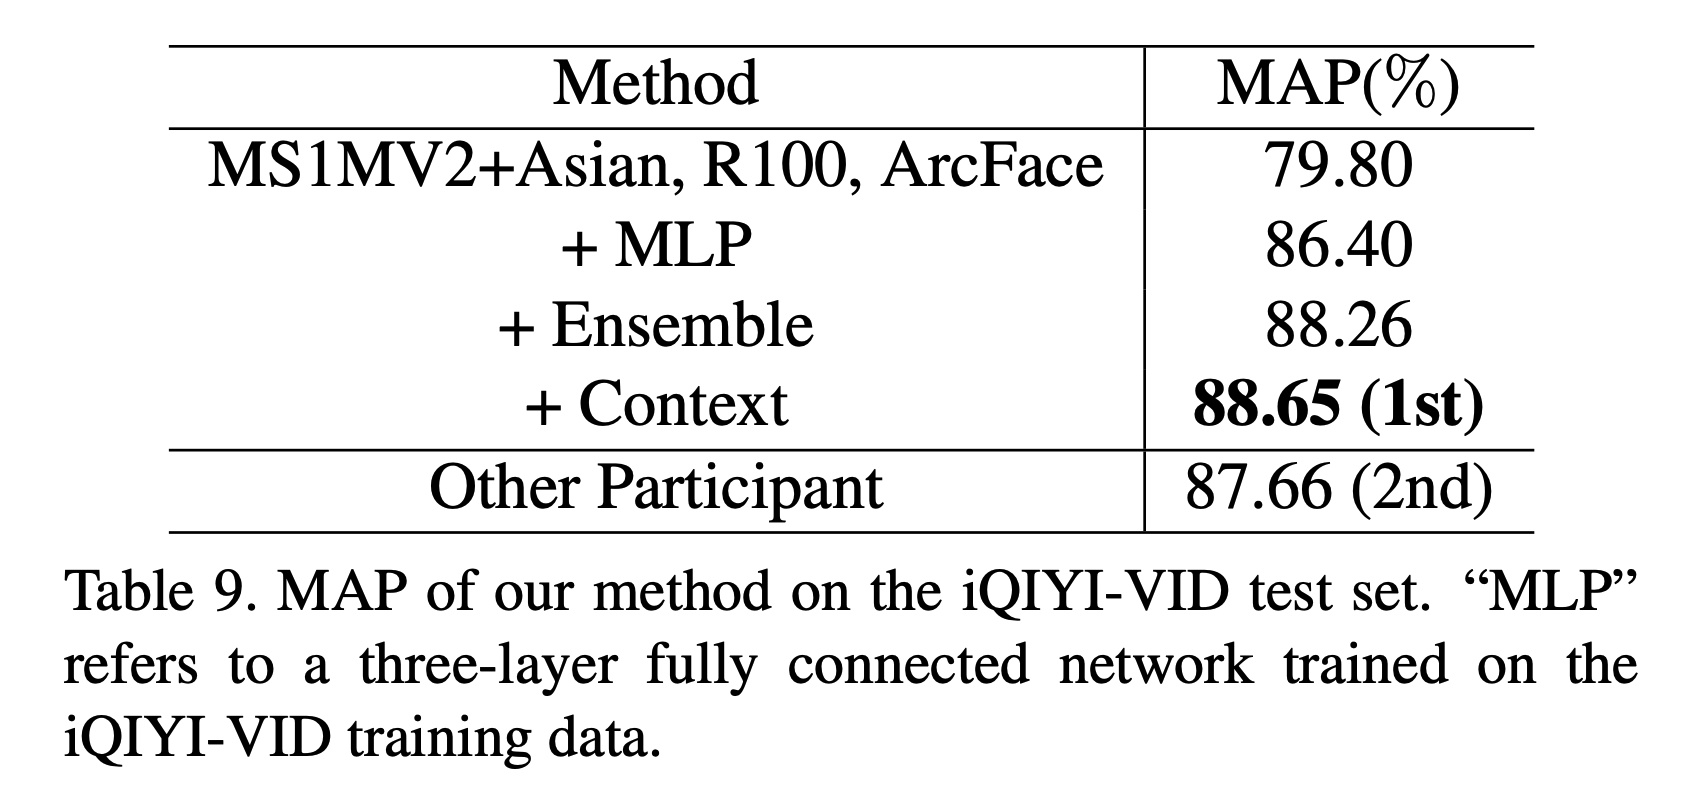 Method MAP(%)
MS1MV2+Asian, R100, ArcFace 79.80
+ MLP 86.40
+ Ensemble 88.26
+ Context 88.65 (1st)
Other Participant 87.66 (2nd)
Table 9. MAP of our method on the iQIYI-VID test set. “MLP”
refers to a three-layer fully connected network trained on the
iQIYI-VID training data.